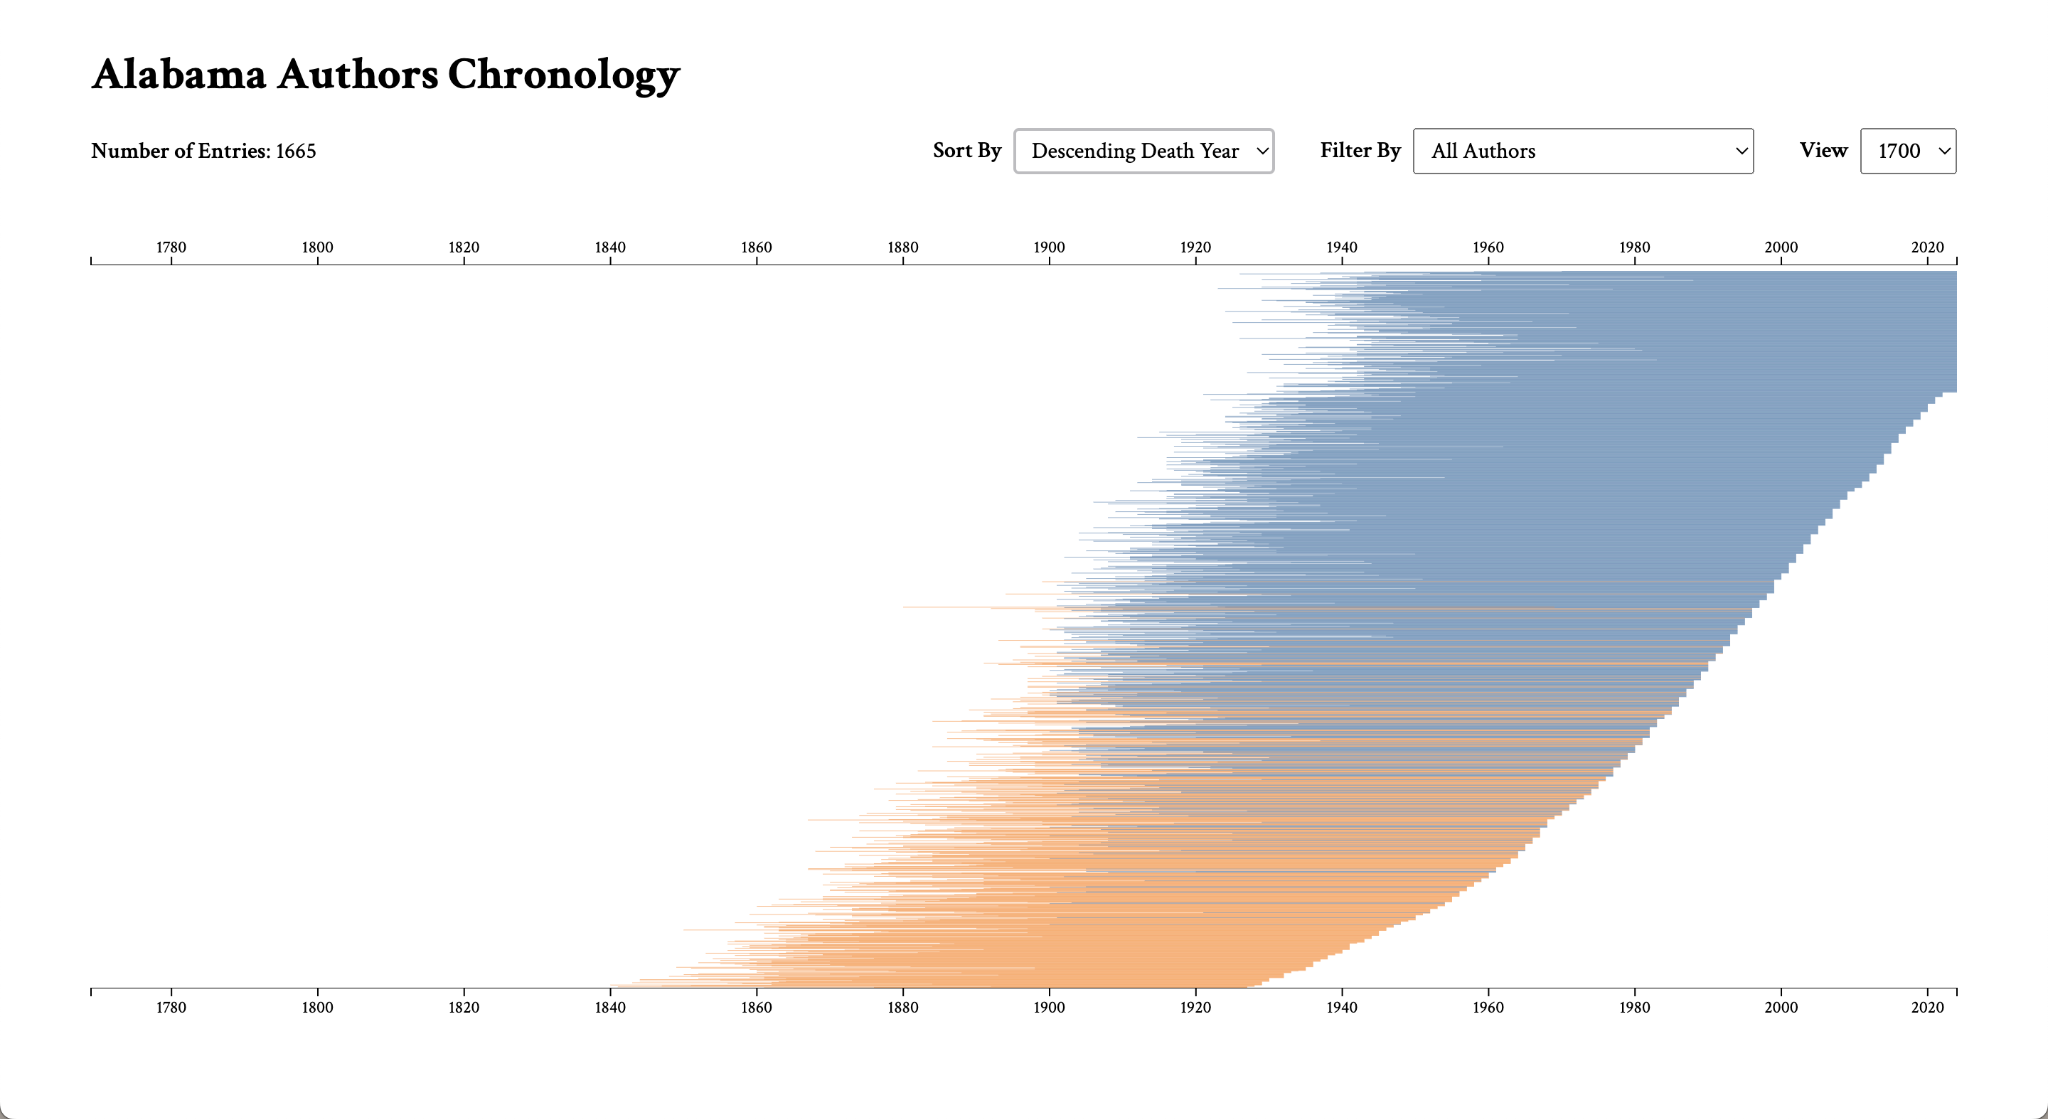 Alabama Authors Chronology
Number of Entries: 1665
Sort By Descending Death Year Filter By All Authors View 1700
1780 1800 1820 1840 1860 1880 1900 1920 1940 1960 1980 2000 2020
1780 1800 1820 1840 1860 1880 1900 1920 1940 1960 1980 2000 2020